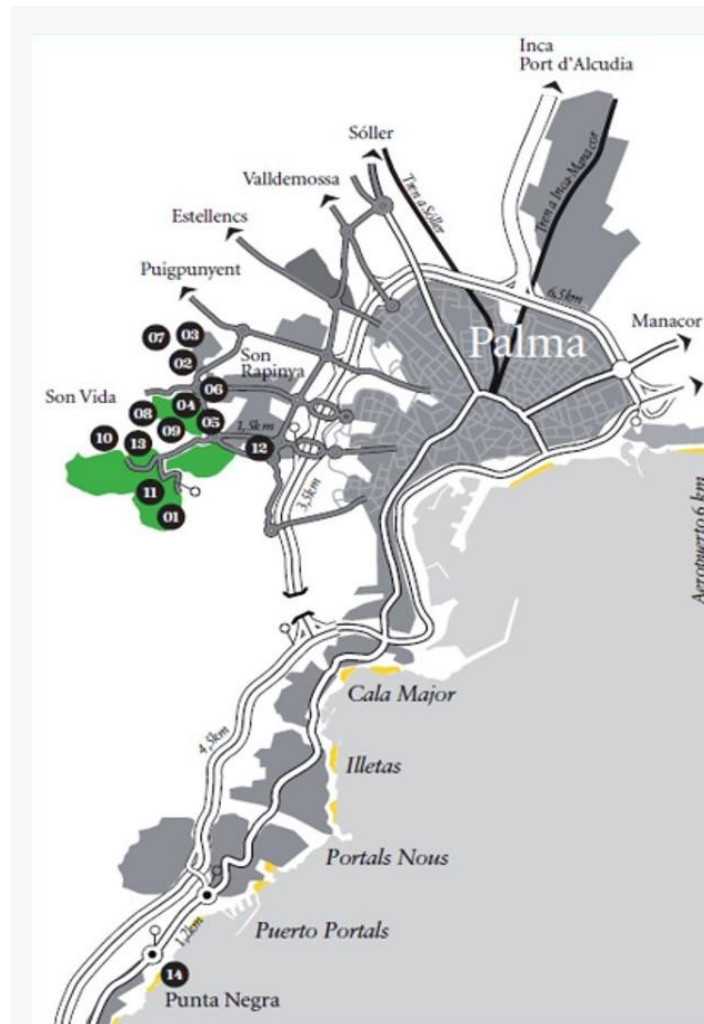 Inca
Port d'Alcudia
Sóller
Valldemossa
Estellencs
Puigpunyent
Tren a Sóller
Tren a Inca-Manacor
6,5km
Palma
Manacor
07
03
02
Son
Rapinya
Son Vida
06
04
08
05
09
1,5km
10
13
12
11
01
3,5km
Aeropuerto 6 km
Cala Major
4,5km
Illetas
Portals Nous
Puerto Portals
1,2km
14
Punta Negra